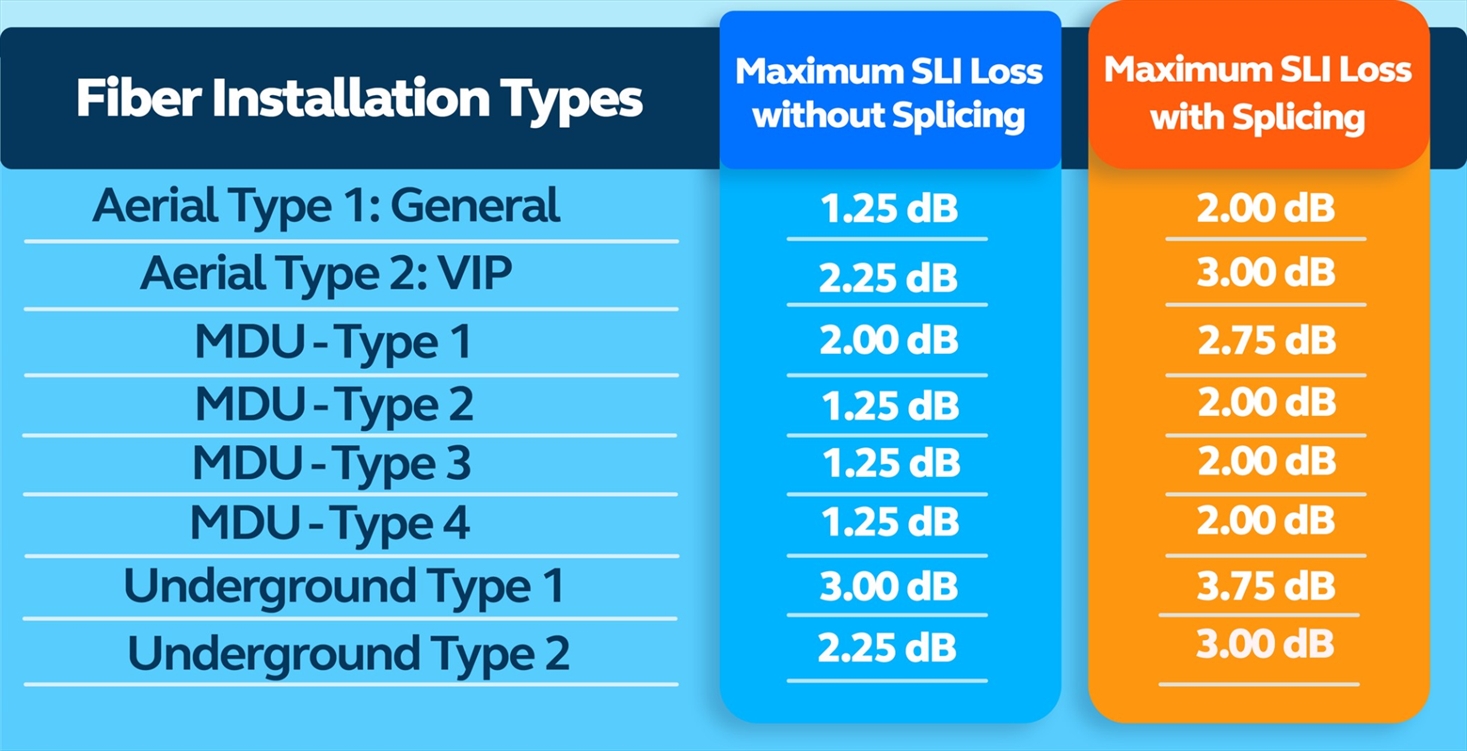 Fiber Installation Types
Maximum SLI Loss
without Splicing
Maximum SLI Loss
with Splicing
Aerial Type 1: General
1.25 dB
2.00 dB
Aerial Type 2: VIP
2.25 dB
3.00 dB
MDU - Type 1
2.00 dB
2.75 dB
MDU - Type 2
1.25 dB
2.00 dB
MDU - Type 3
1.25 dB
2.00 dB
MDU - Type 4
1.25 dB
2.00 dB
Underground Type 1
3.00 dB
3.75 dB
Underground Type 2
2.25 dB
3.00 dB